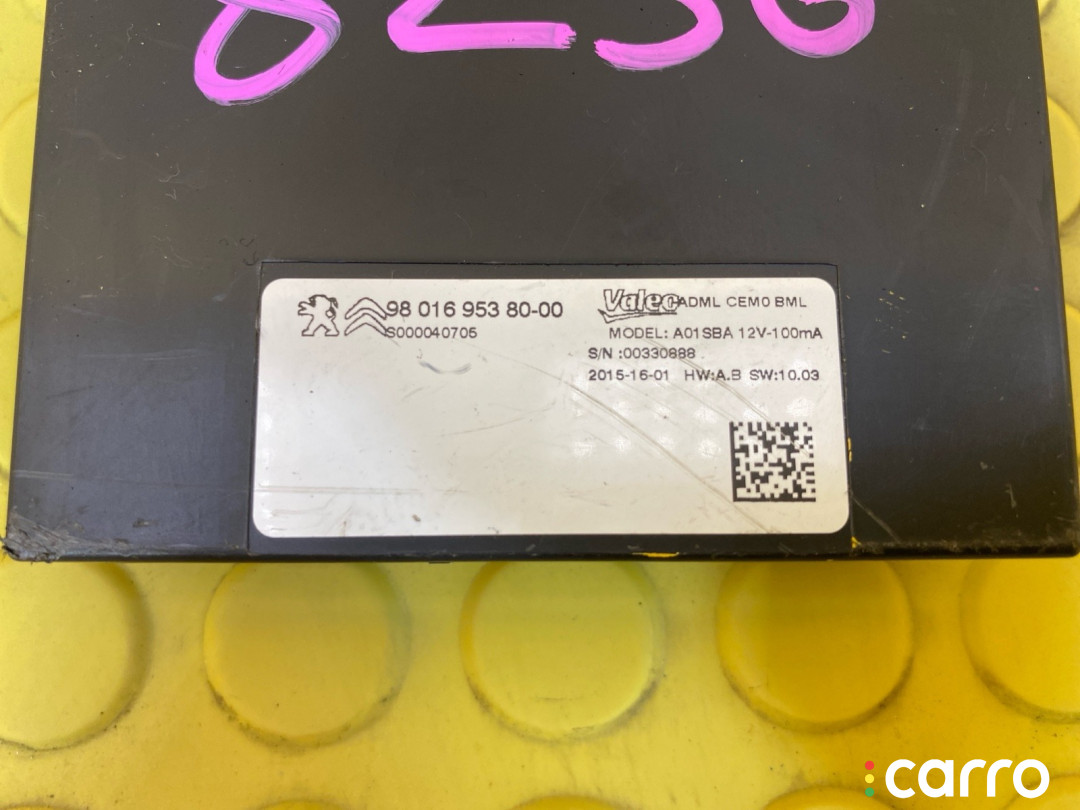 8236
98 016 953 80-00
S000040705
Valeo ADML CEM0 BML
MODEL: A01SBA 12V-100mA
S/N :00330888
2015-16-01 HW:A.B SW:10.03
carro